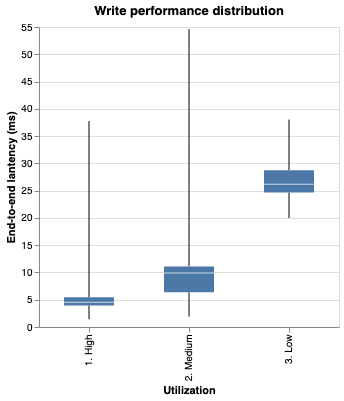 Write performance distribution
End-to-end lantency (ms)
55
50
45
40
35
30
25
20
15
10
5
0
1. High
2. Medium
3. Low
Utilization